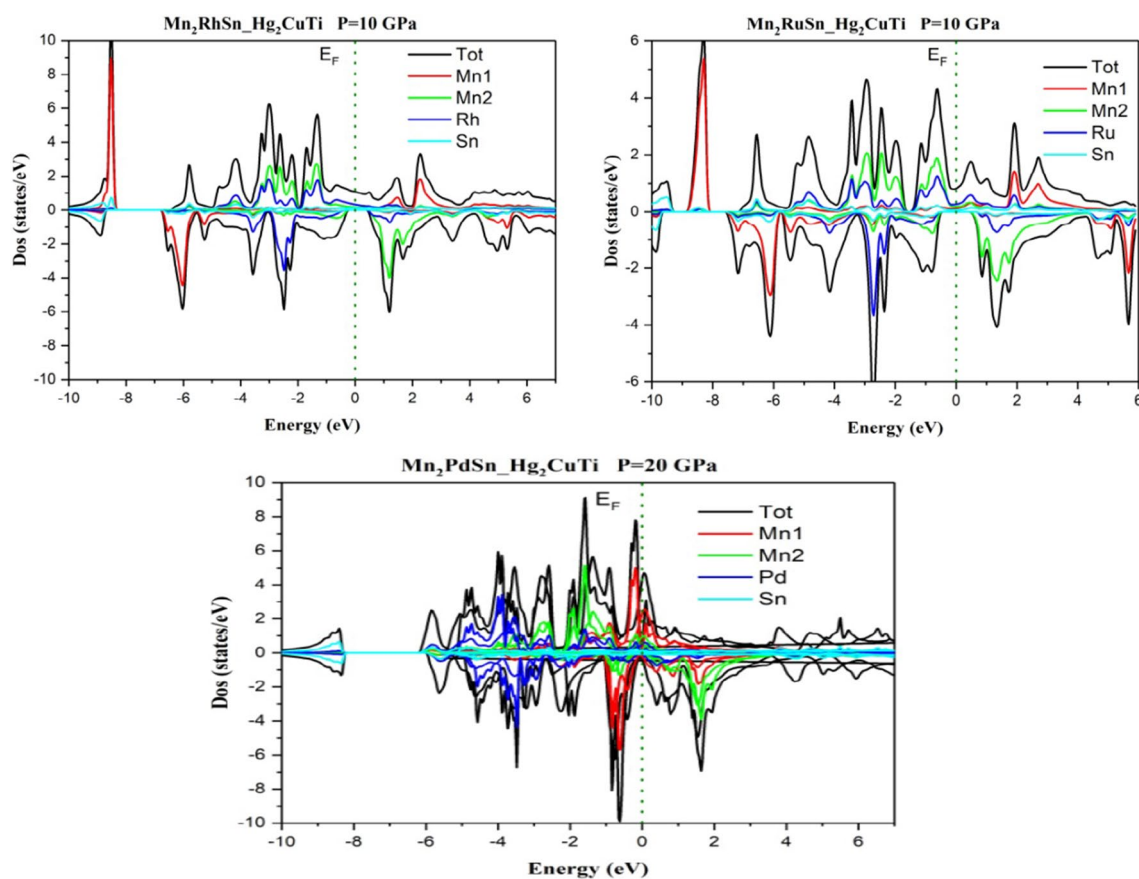 Mn₂RhSn_Hg₂CuTi P=10 GPa
E_F
Tot
Mn1
Mn2
Rh
Sn
Dos (states/eV)
10
8
6
4
2
0
-2
-4
-6
-8
-10
-10 -8 -6 -4 -2 0 2 4 6
Energy (eV)
Mn₂RuSn_Hg₂CuTi P=10 GPa
E_F
Tot
Mn1
Mn2
Ru
Sn
Dos (states/eV)
6
4
2
0
-2
-4
-6
-10 -8 -6 -4 -2 0 2 4 6
Energy (eV)
Mn₂PdSn_Hg₂CuTi P=20 GPa
E_F
Tot
Mn1
Mn2
Pd
Sn
Dos (states/eV)
10
8
6
4
2
0
-2
-4
-6
-8
-10
-10 -8 -6 -4 -2 0 2 4 6
Energy (eV)